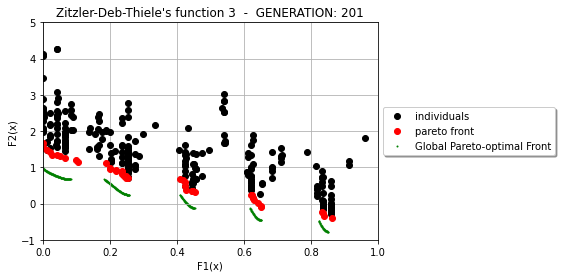 Zitzler-Deb-Thiele's function 3 - GENERATION: 201
5
4
3
2
1
0
−1
F2(x)
0.0 0.2 0.4 0.6 0.8 1.0
F1(x)
individuals
pareto front
Global Pareto-optimal Front